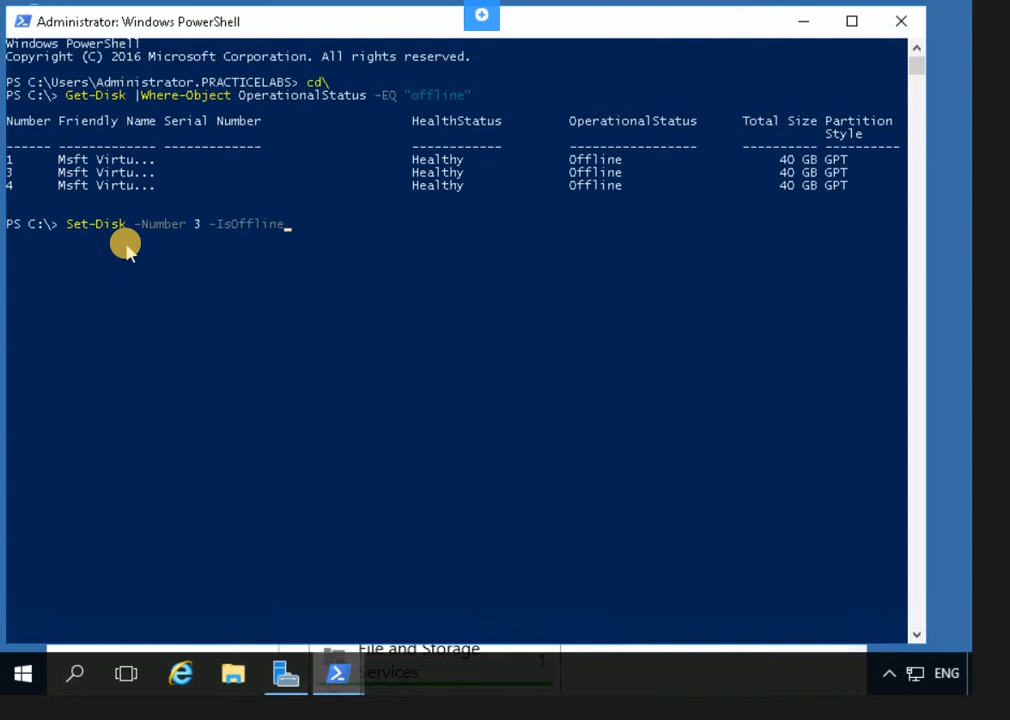 Administrator: Windows PowerShell
Windows PowerShell
Copyright (C) 2016 Microsoft Corporation. All rights reserved.
PS C:\Users\Administrator.PRACTICELABS> cd\
PS C:\> Get-Disk |Where-Object OperationalStatus -EQ "offline"
Number Friendly Name Serial Number HealthStatus OperationalStatus Total Size Partition
Style
------ ------------- ------------- ------------ ----------------- ---------- ----------
1 Msft Virtu... Healthy Offline 40 GB GPT
3 Msft Virtu... Healthy Offline 40 GB GPT
4 Msft Virtu... Healthy Offline 40 GB GPT
PS C:\> Set-Disk -Number 3 -IsOffline_
File and Storage
Services 1
ENG